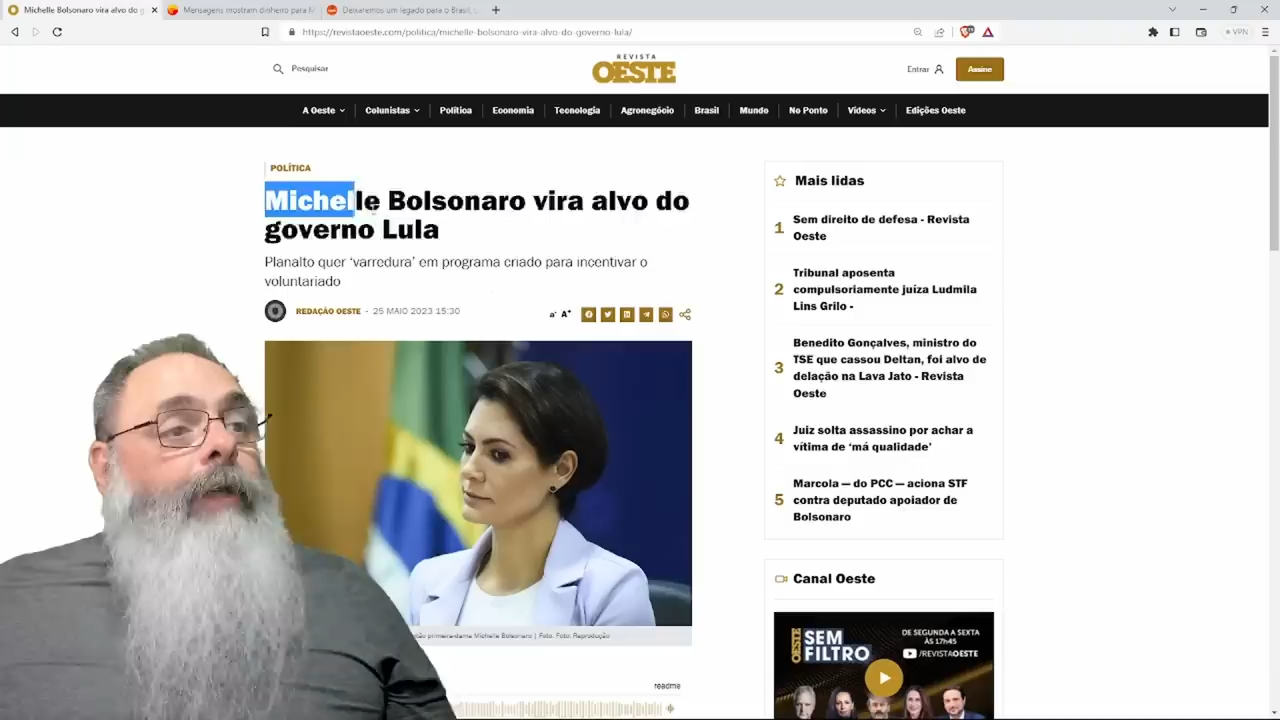 Michelle Bolsonaro vira alvo do g
Mensagens mostram dinheiro para M
Deixaremos um legado para o Brasil,
https://revistaoeste.com/politica/michelle-bolsonaro-vira-alvo-do-governo-lula/
VPN
Pesquisar
REVISTA
OESTE
Entrar
Assine
A Oeste
Colunistas
Política
Economia
Tecnologia
Agronegócio
Brasil
Mundo
No Ponto
Vídeos
Edições Oeste
POLÍTICA
Michelle Bolsonaro vira alvo do
governo Lula
Planalto quer ‘varredura’ em programa criado para incentivar o
voluntariado
REDAÇÃO OESTE - 25 MAIO 2023 15:30
a- A+
primeira-dama Michelle Bolsonaro | Foto: Foto: Reprodução
readme
Mais lidas
1
Sem direito de defesa - Revista
Oeste
2
Tribunal aposenta
compulsoriamente juíza Ludmila
Lins Grilo -
3
Benedito Gonçalves, ministro do
TSE que cassou Deltan, foi alvo de
delação na Lava Jato - Revista
Oeste
4
Juiz solta assassino por achar a
vítima de ‘má qualidade’
5
Marcola — do PCC — aciona STF
contra deputado apoiador de
Bolsonaro
Canal Oeste
OESTE
SEM
FILTRO
DE SEGUNDA A SEXTA
ÀS 17h45
/REVISTAOESTE